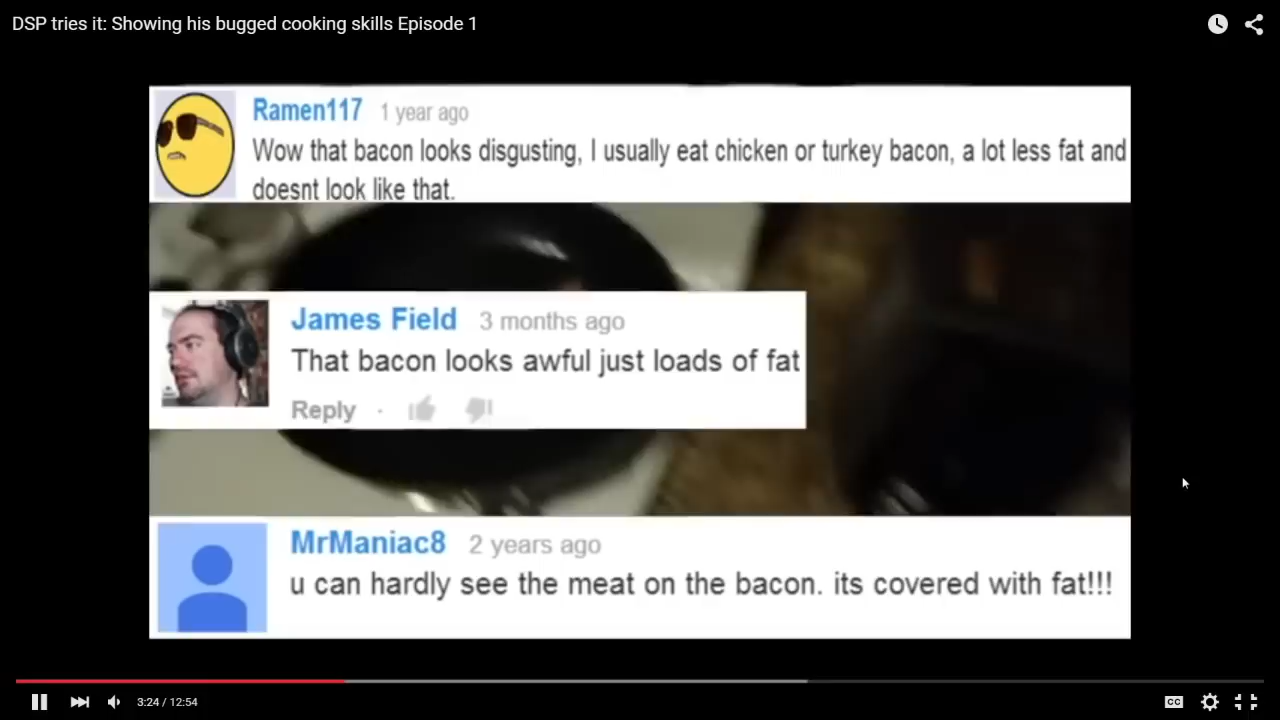 DSP tries it: Showing his bugged cooking skills Episode 1
Ramen117 1 year ago
Wow that bacon looks disgusting, I usually eat chicken or turkey bacon, a lot less fat and
doesnt look like that.
James Field 3 months ago
That bacon looks awful just loads of fat
Reply ·
MrManiac8 2 years ago
u can hardly see the meat on the bacon. its covered with fat!!!
3:24 / 12:54
CC